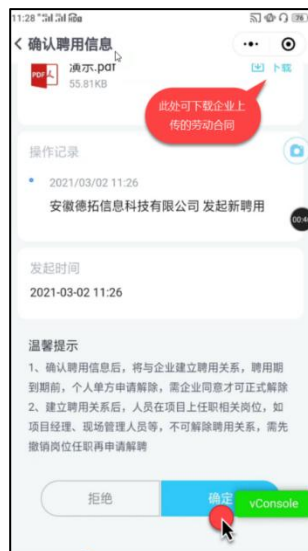 11:28
确认聘用信息
PDF
演示.pdf
55.81KB
下载
此处可下载企业上
传的劳动合同
操作记录
2021/03/02 11:26
安徽德拓信息科技有限公司 发起新聘用
00:4
发起时间
2021-03-02 11:26
温馨提示
1、确认聘用信息后，将与企业建立聘用关系，聘用期
到期前，个人单方申请解除，需企业同意才可正式解除
2、建立聘用关系后，人员在项目上任职相关岗位，如
项目经理、现场管理人员等，不可解除聘用关系，需先
撤销岗位任职再申请解聘
拒绝
确定
vConsole